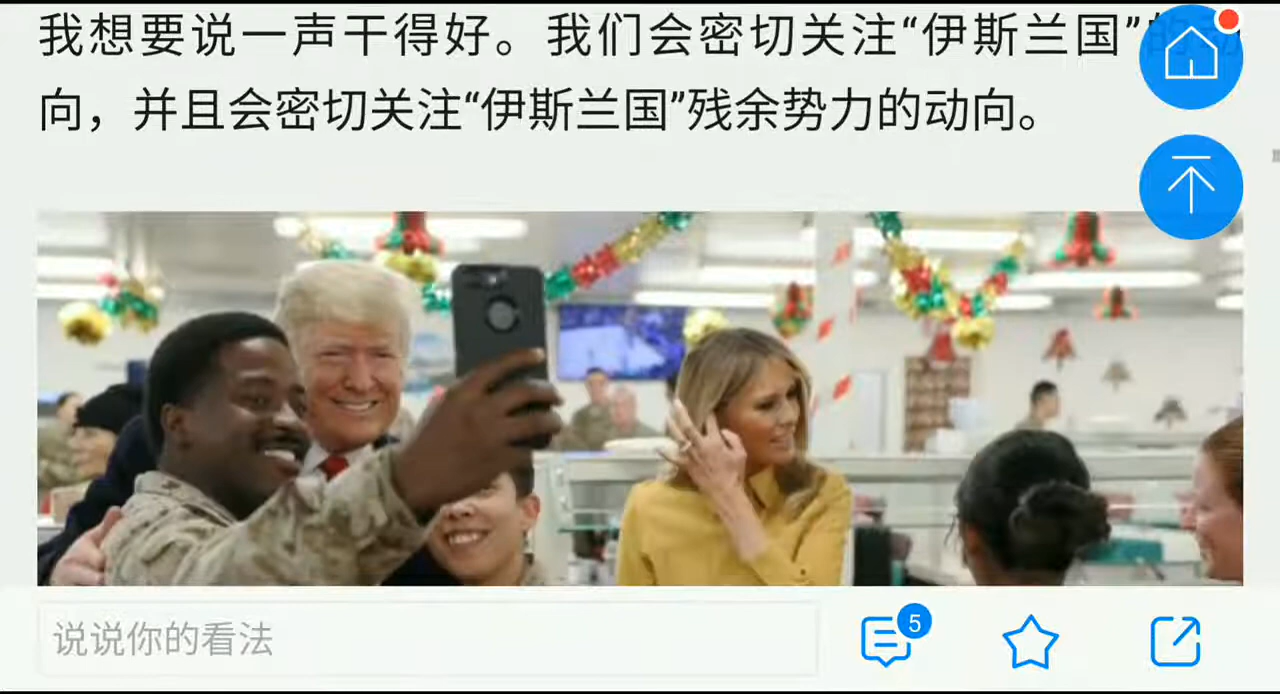 我想要说一声干得好。我们会密切关注“伊斯兰国”的动
向，并且会密切关注“伊斯兰国”残余势力的动向。
说说你的看法
5